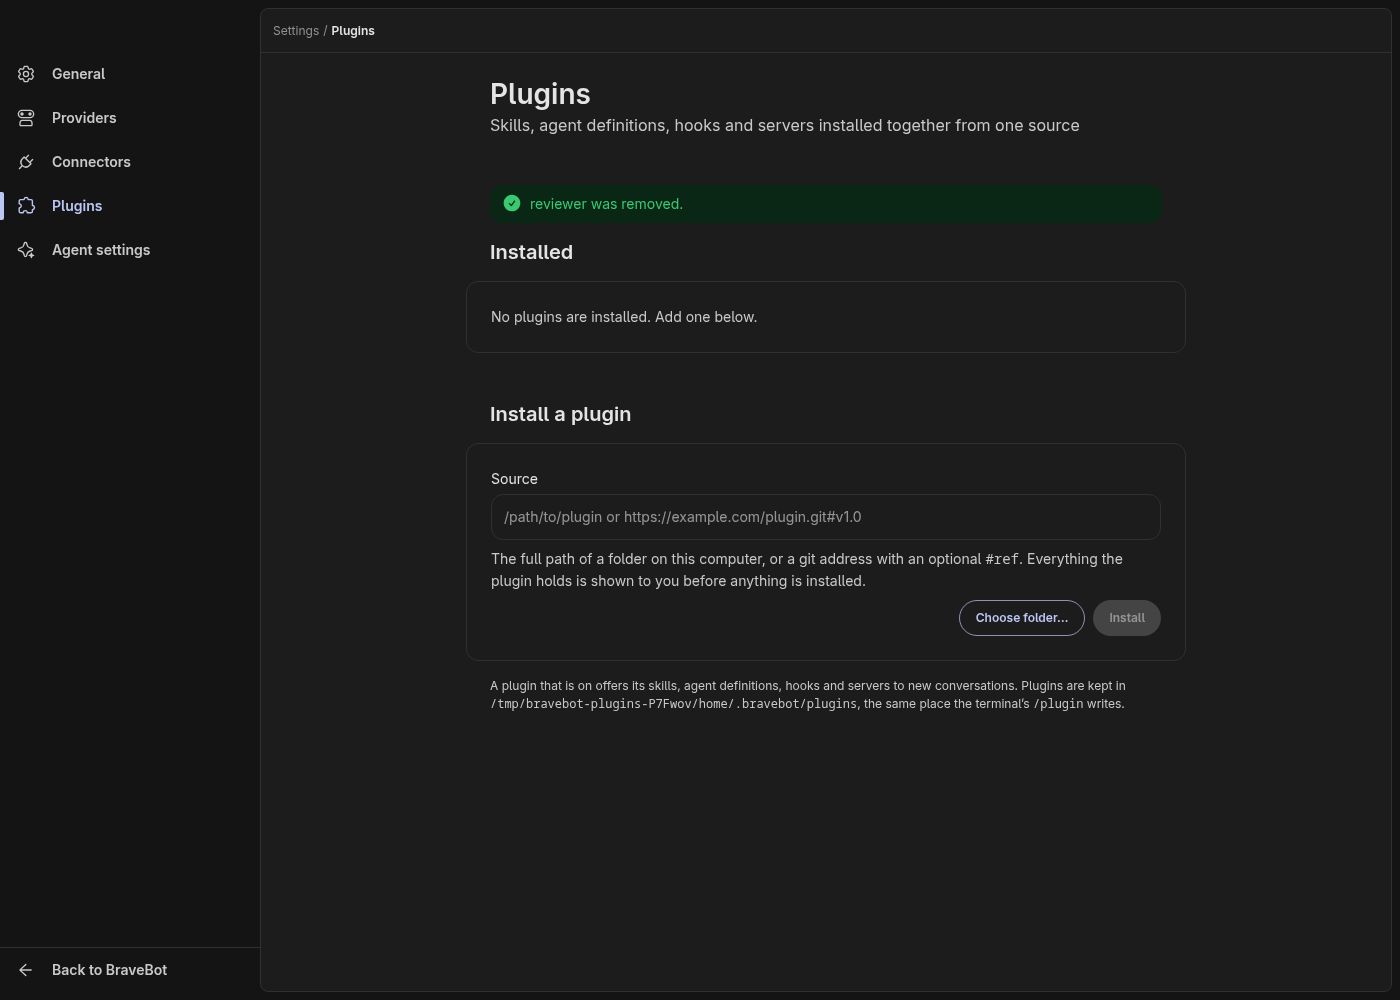 Settings / Plugins
General
Providers
Connectors
Plugins
Agent settings
Back to BraveBot
Plugins
Skills, agent definitions, hooks and servers installed together from one source
reviewer was removed.
Installed
No plugins are installed. Add one below.
Install a plugin
Source
/path/to/plugin or https://example.com/plugin.git#v1.0
The full path of a folder on this computer, or a git address with an optional #ref. Everything the
plugin holds is shown to you before anything is installed.
Choose folder...
Install
A plugin that is on offers its skills, agent definitions, hooks and servers to new conversations. Plugins are kept in
/tmp/bravebot-plugins-P7Fwov/home/.bravebot/plugins, the same place the terminal's /plugin writes.